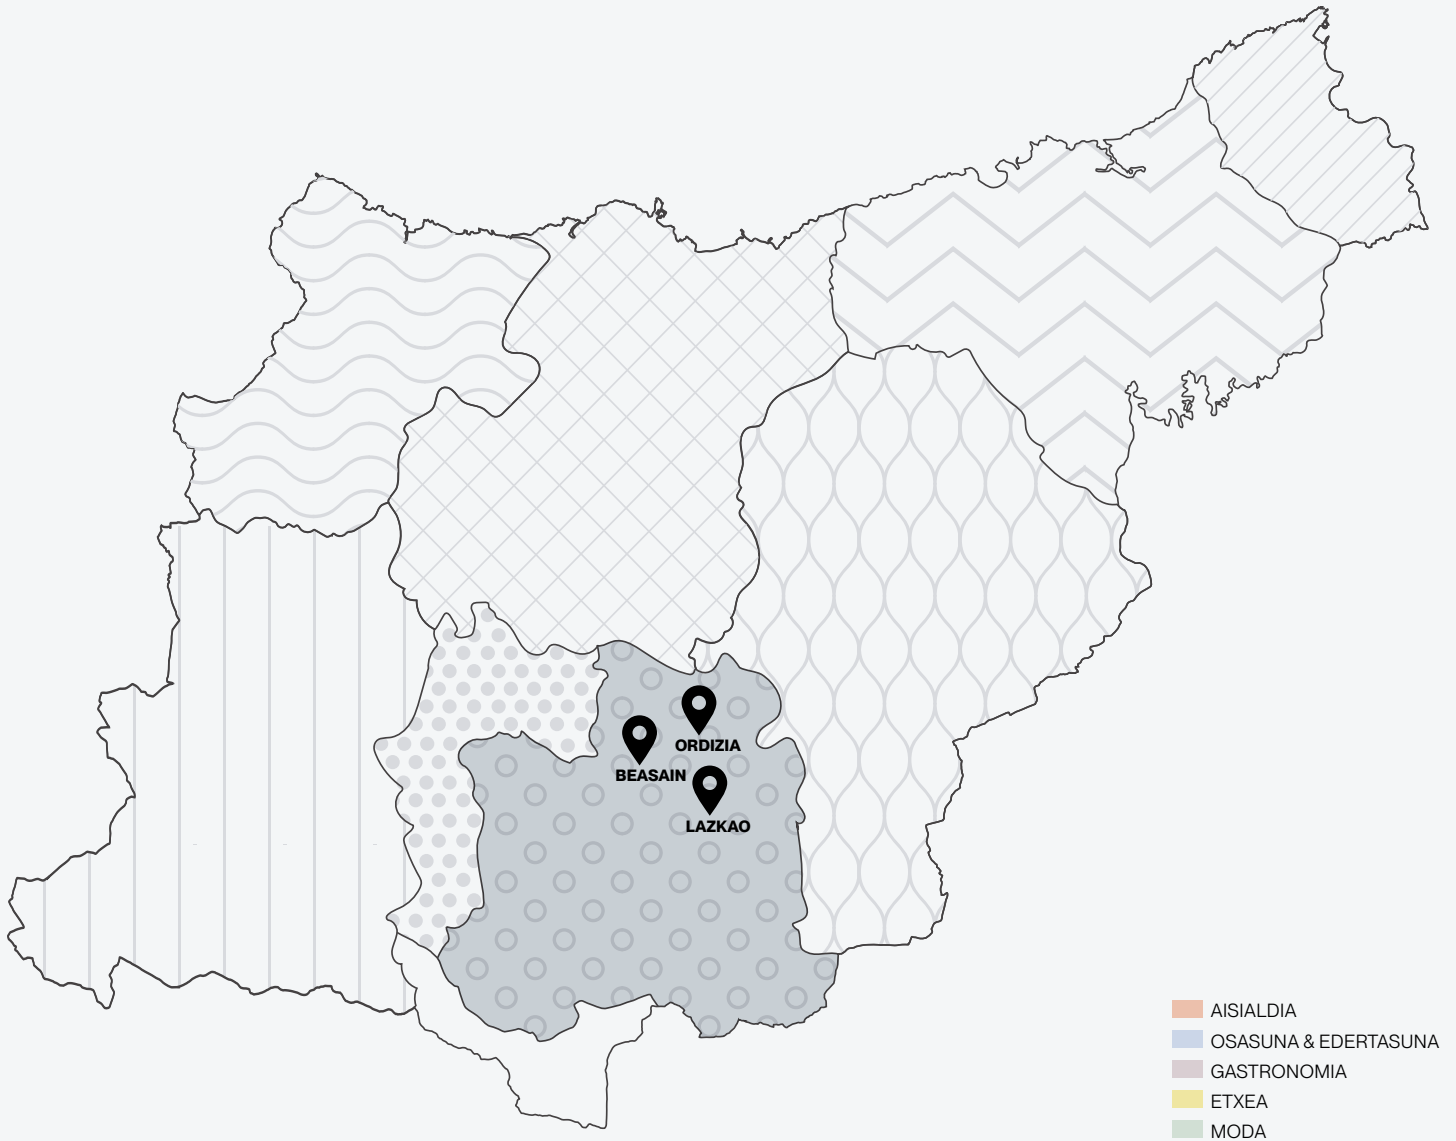 ORDIZIA
BEASAIN
LAZKAO
AISIALDIA
OSASUNA & EDERTASUNA
GASTRONOMIA
ETXEA
MODA